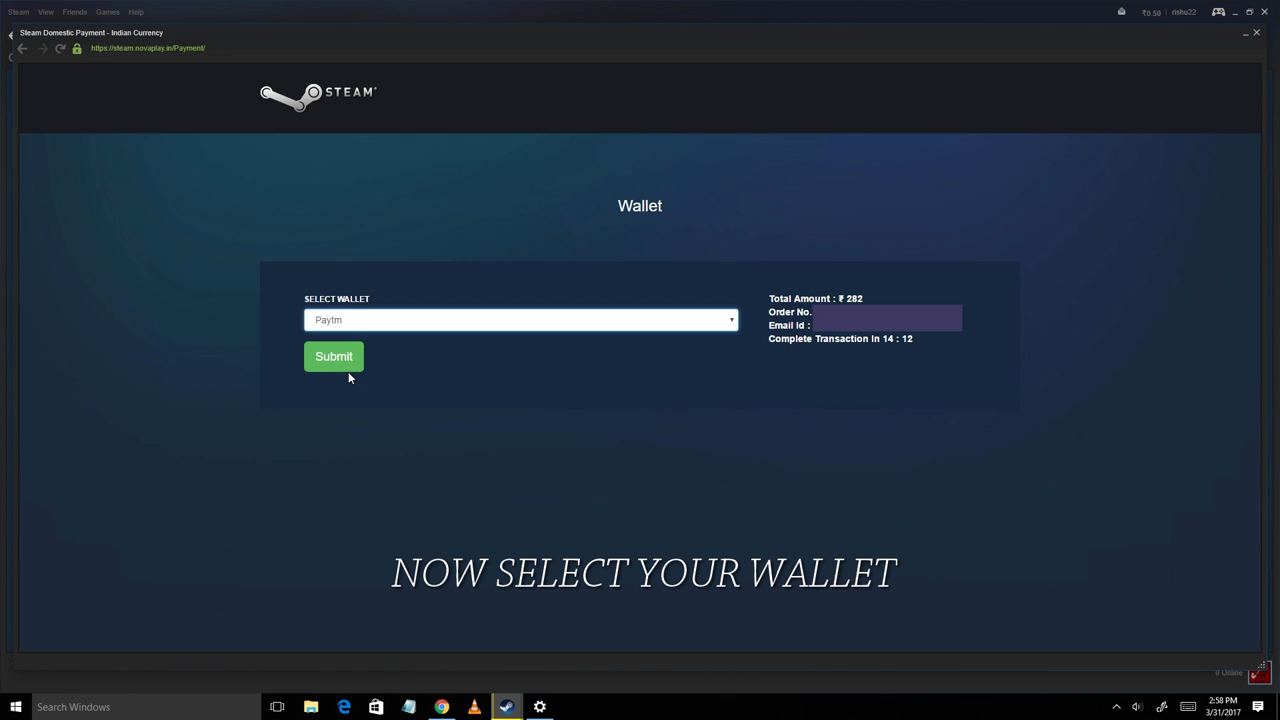 Steam View Friends Games Help
₹0.50 rishu22
Steam Domestic Payment - Indian Currency
https://steam.novaplay.in/Payment/
STEAM
Wallet
SELECT WALLET
Paytm
Submit
Total Amount : ₹ 282
Order No.
Email Id :
Complete Transaction In 14 : 12
NOW SELECT YOUR WALLET
0 Online
Search Windows
2:58 PM
3/31/2017